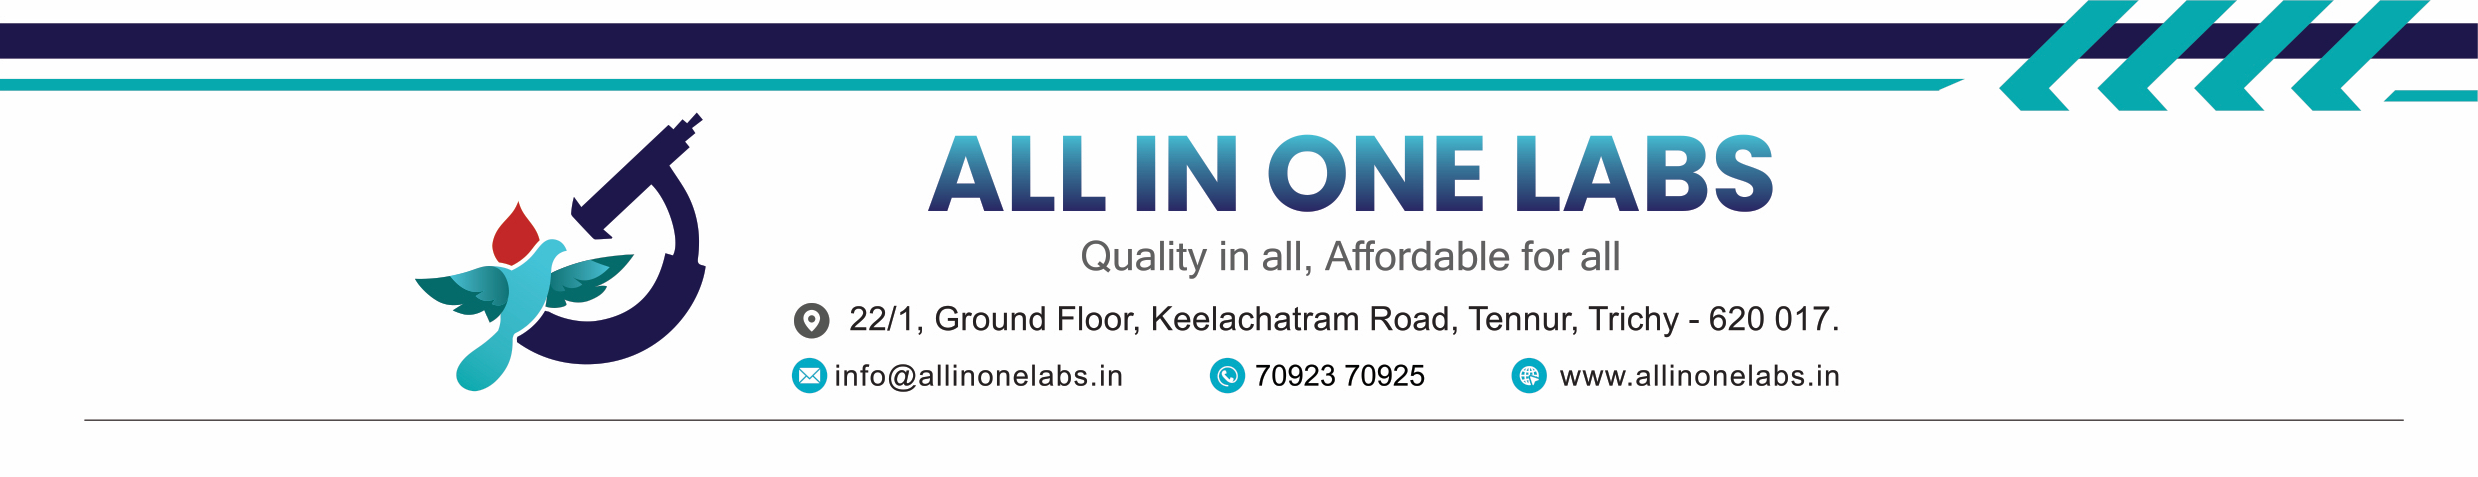 ALL IN ONE LABS
Quality in all, Affordable for all
22/1, Ground Floor, Keelachatram Road, Tennur, Trichy - 620 017.
info@allinonelabs.in 70923 70925 www.allinonelabs.in